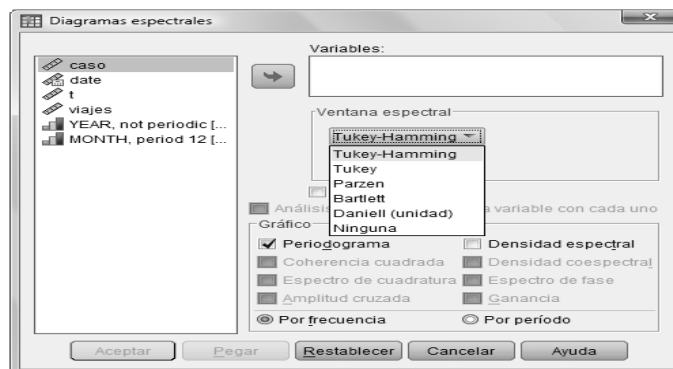 Diagramas espectrales
caso
date
t
viajes
YEAR, not periodic [...
MONTH, period 12 [...
Variables:
Ventana espectral
Tukey-Hamming
Tukey-Hamming
Tukey
Parzen
Bartlett
Daniell (unidad)
Ninguna
Análisis
a variable con cada uno
Gráfico
Periodograma
Densidad espectral
Coherencia cuadrada
Densidad coespectral
Espectro de cuadratura
Espectro de fase
Amplitud cruzada
Ganancia
Por frecuencia
Por período
Aceptar
Pegar
Restablecer
Cancelar
Ayuda